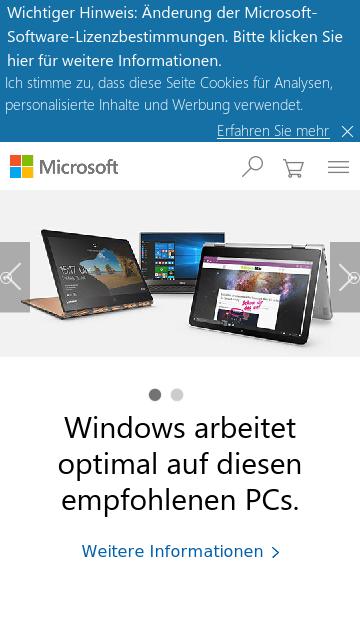 Wichtiger Hinweis: Änderung der Microsoft-
Software-Lizenzbestimmungen. Bitte klicken Sie
hier für weitere Informationen.
Ich stimme zu, dass diese Seite Cookies für Analysen,
personalisierte Inhalte und Werbung verwendet.
Erfahren Sie mehr
Microsoft
Windows arbeitet
optimal auf diesen
empfohlenen PCs.
Weitere Informationen